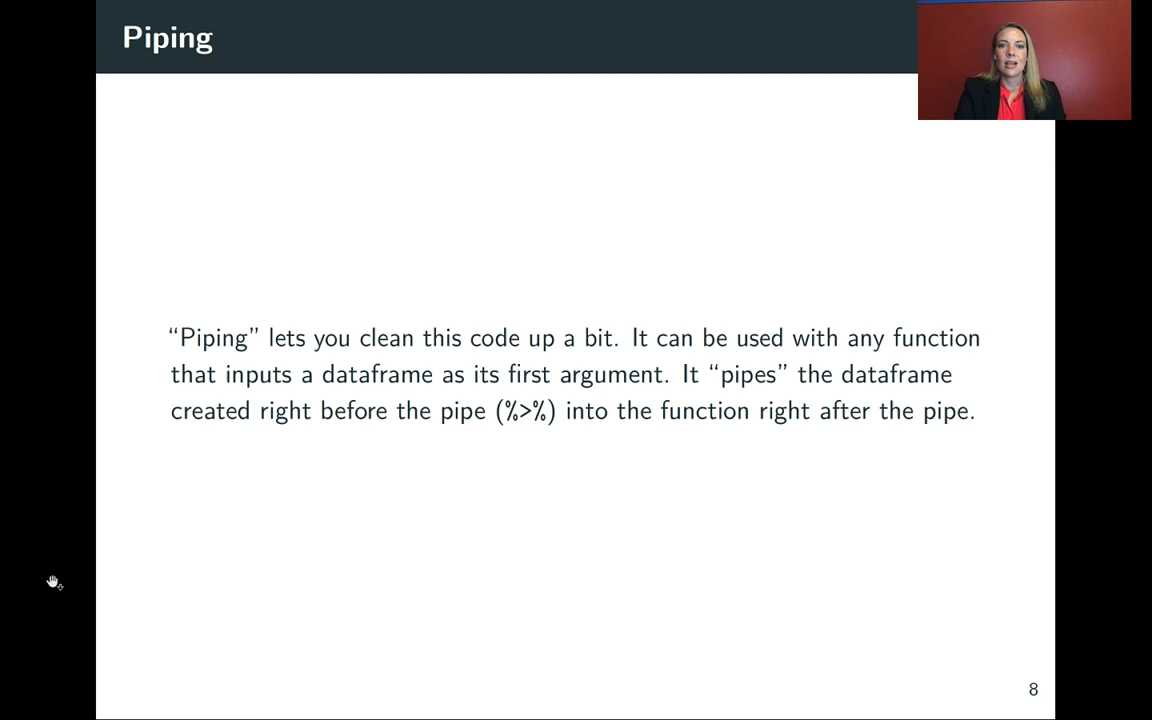 Piping
“Piping” lets you clean this code up a bit. It can be used with any function
that inputs a dataframe as its first argument. It “pipes” the dataframe
created right before the pipe (%>%) into the function right after the pipe.
8